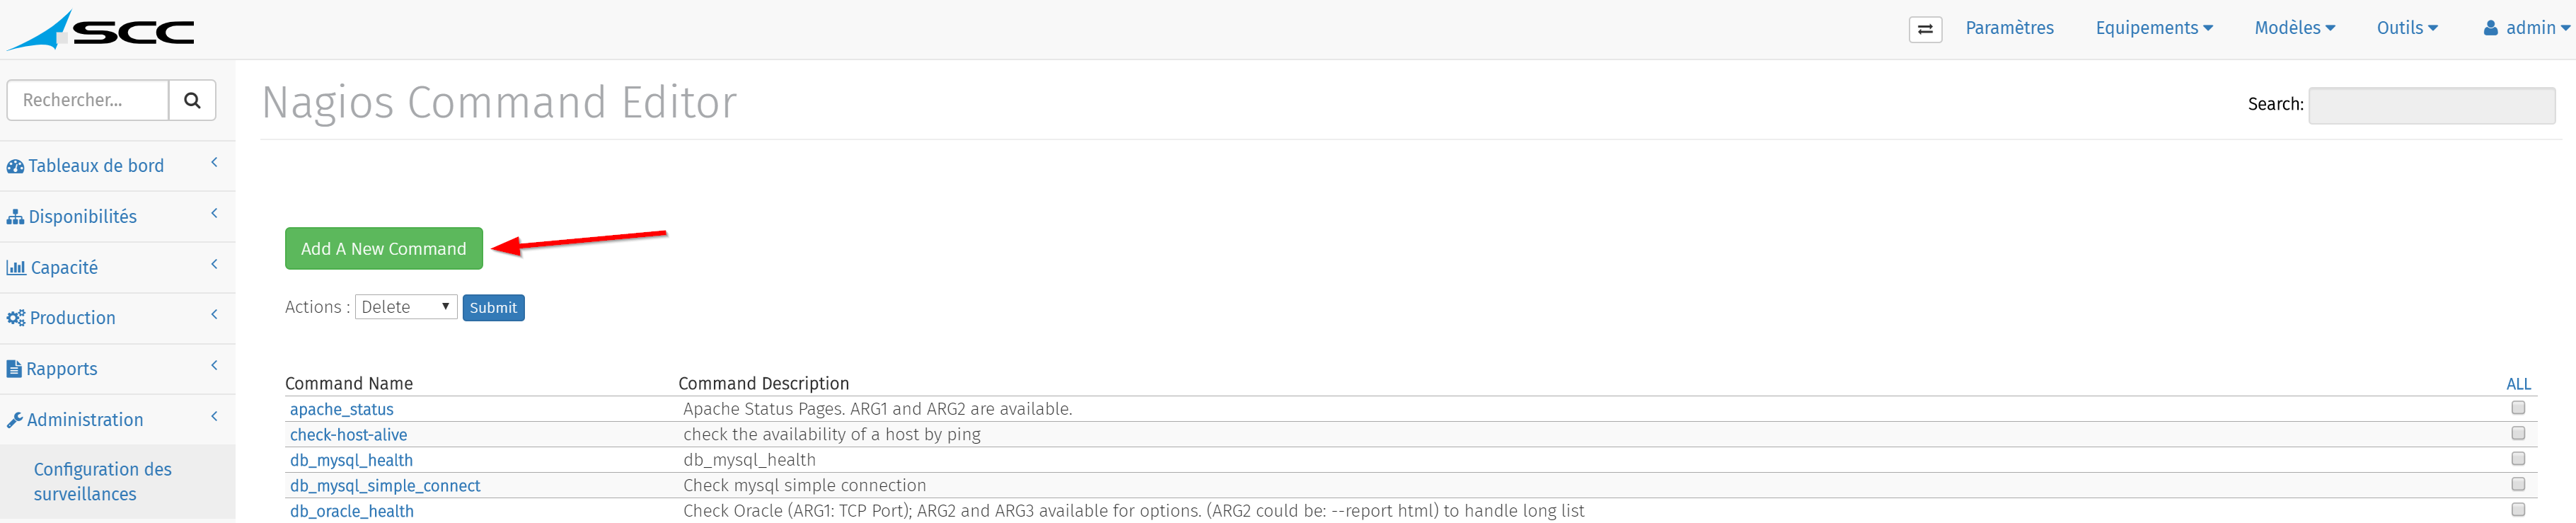 SCC
Paramètres Equipements Modèles Outils admin
Rechercher...
Nagios Command Editor
Search:
Tableaux de bord
Disponibilités
Capacité
Production
Rapports
Administration
Configuration des
surveillances
Add A New Command
Actions : Delete Submit
Command Name Command Description ALL
apache_status Apache Status Pages. ARG1 and ARG2 are available.
check-host-alive check the availability of a host by ping
db_mysql_health db_mysql_health
db_mysql_simple_connect Check mysql simple connection
db_oracle_health Check Oracle (ARG1: TCP Port); ARG2 and ARG3 available for options. (ARG2 could be: --report html) to handle long list